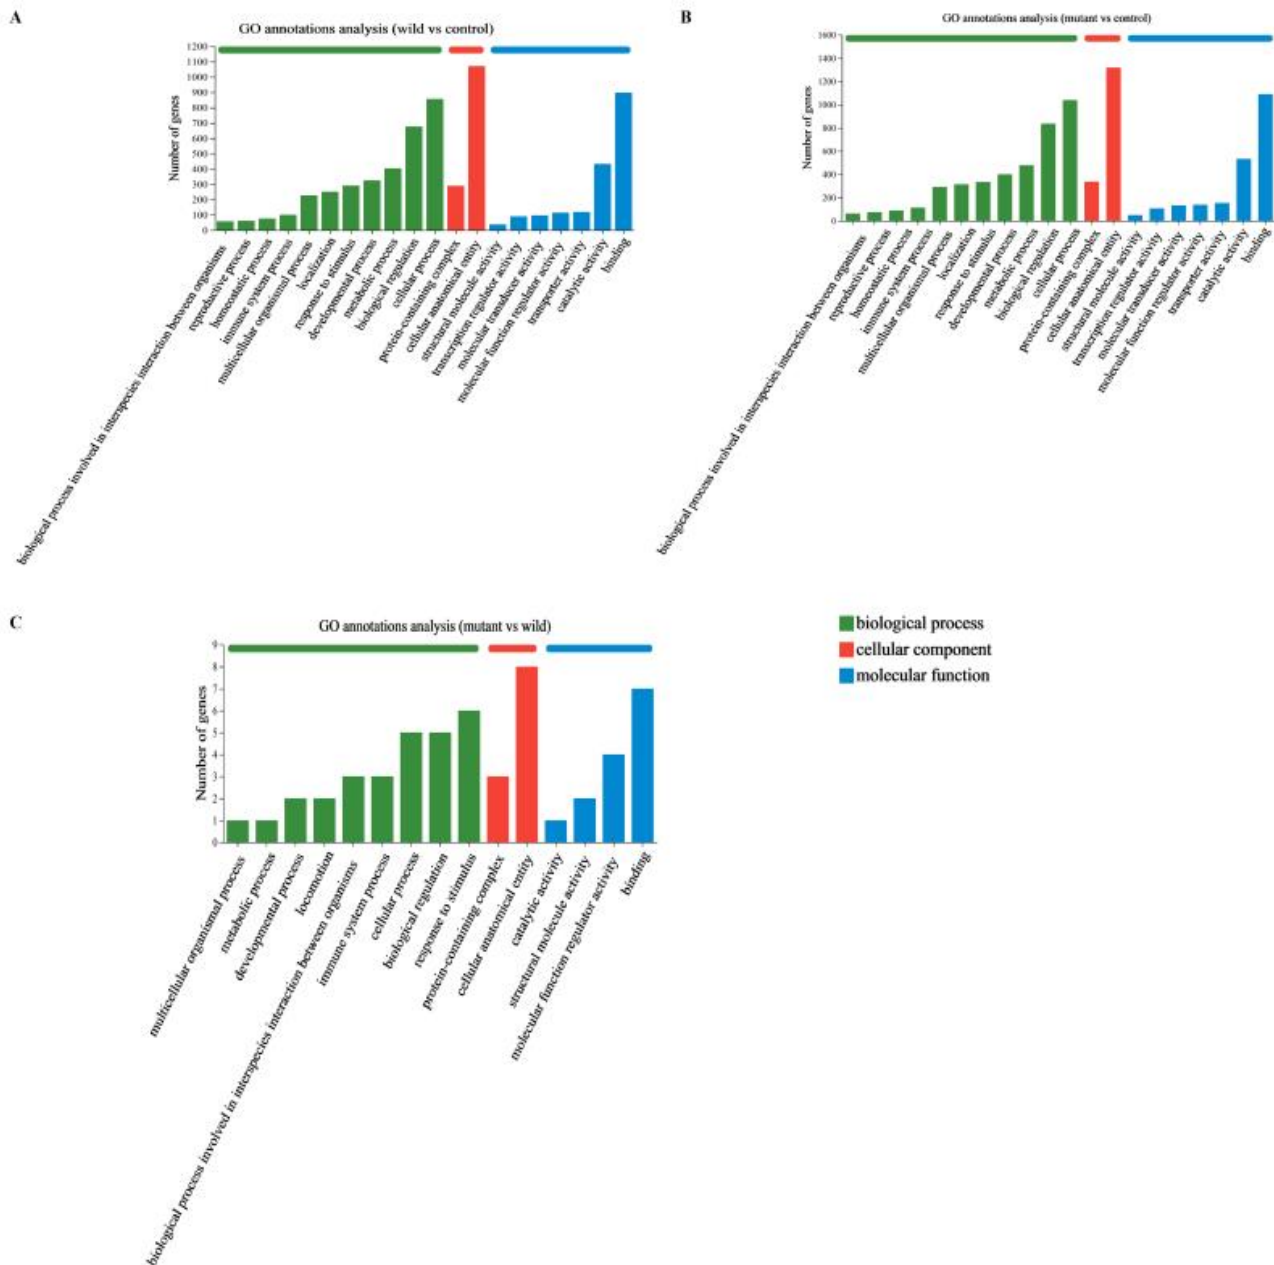 A
GO annotations analysis (wild vs control)
Number of genes
1200
1100
1000
900
800
700
600
500
400
300
200
100
0
biological process involved in interspecies interaction between organisms
reproductive process
homeostatic process
immune system process
multicellular organismal process
localization
response to stimulus
developmental process
metabolic process
biological regulation
cellular process
protein-containing complex
cellular anatomical entity
structural molecule activity
transcription regulator activity
molecular transducer activity
molecular function regulator activity
transporter activity
catalytic activity
binding
B
GO annotations analysis (mutant vs control)
Number of genes
1600
1400
1200
1000
800
600
400
200
0
biological process involved in interspecies interaction between organisms
reproductive process
homeostatic process
immune system process
multicellular organismal process
localization
response to stimulus
developmental process
metabolic process
biological regulation
cellular process
protein-containing complex
cellular anatomical entity
structural molecule activity
transcription regulator activity
molecular transducer activity
molecular function regulator activity
transporter activity
catalytic activity
binding
C
GO annotations analysis (mutant vs wild)
Number of genes
9
8
7
6
5
4
3
2
1
0
multicellular organismal process
metabolic process
developmental process
locomotion
biological process involved in interspecies interaction between organisms
immune system process
cellular process
biological regulation
response to stimulus
protein-containing complex
cellular anatomical entity
catalytic activity
structural molecule activity
molecular function regulator activity
binding
biological process
cellular component
molecular function